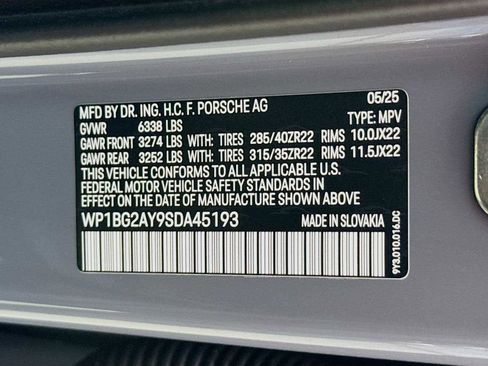 MFD BY DR. ING. H.C. F. PORSCHE AG 05/25
GVWR 6338 LBS TYPE: MPV
GAWR FRONT 3274 LBS WITH: TIRES 285/40ZR22 RIMS 10.0JX22
GAWR REAR 3252 LBS WITH: TIRES 315/35ZR22 RIMS 11.5JX22
THIS VEHICLE CONFORMS TO ALL APPLICABLE U.S.
FEDERAL MOTOR VEHICLE SAFETY STANDARDS IN
EFFECT ON THE DATE OF MANUFACTURE SHOWN ABOVE
WP1BG2AY9SDA45193 MADE IN SLOVAKIA
9Y3.010.016.DC